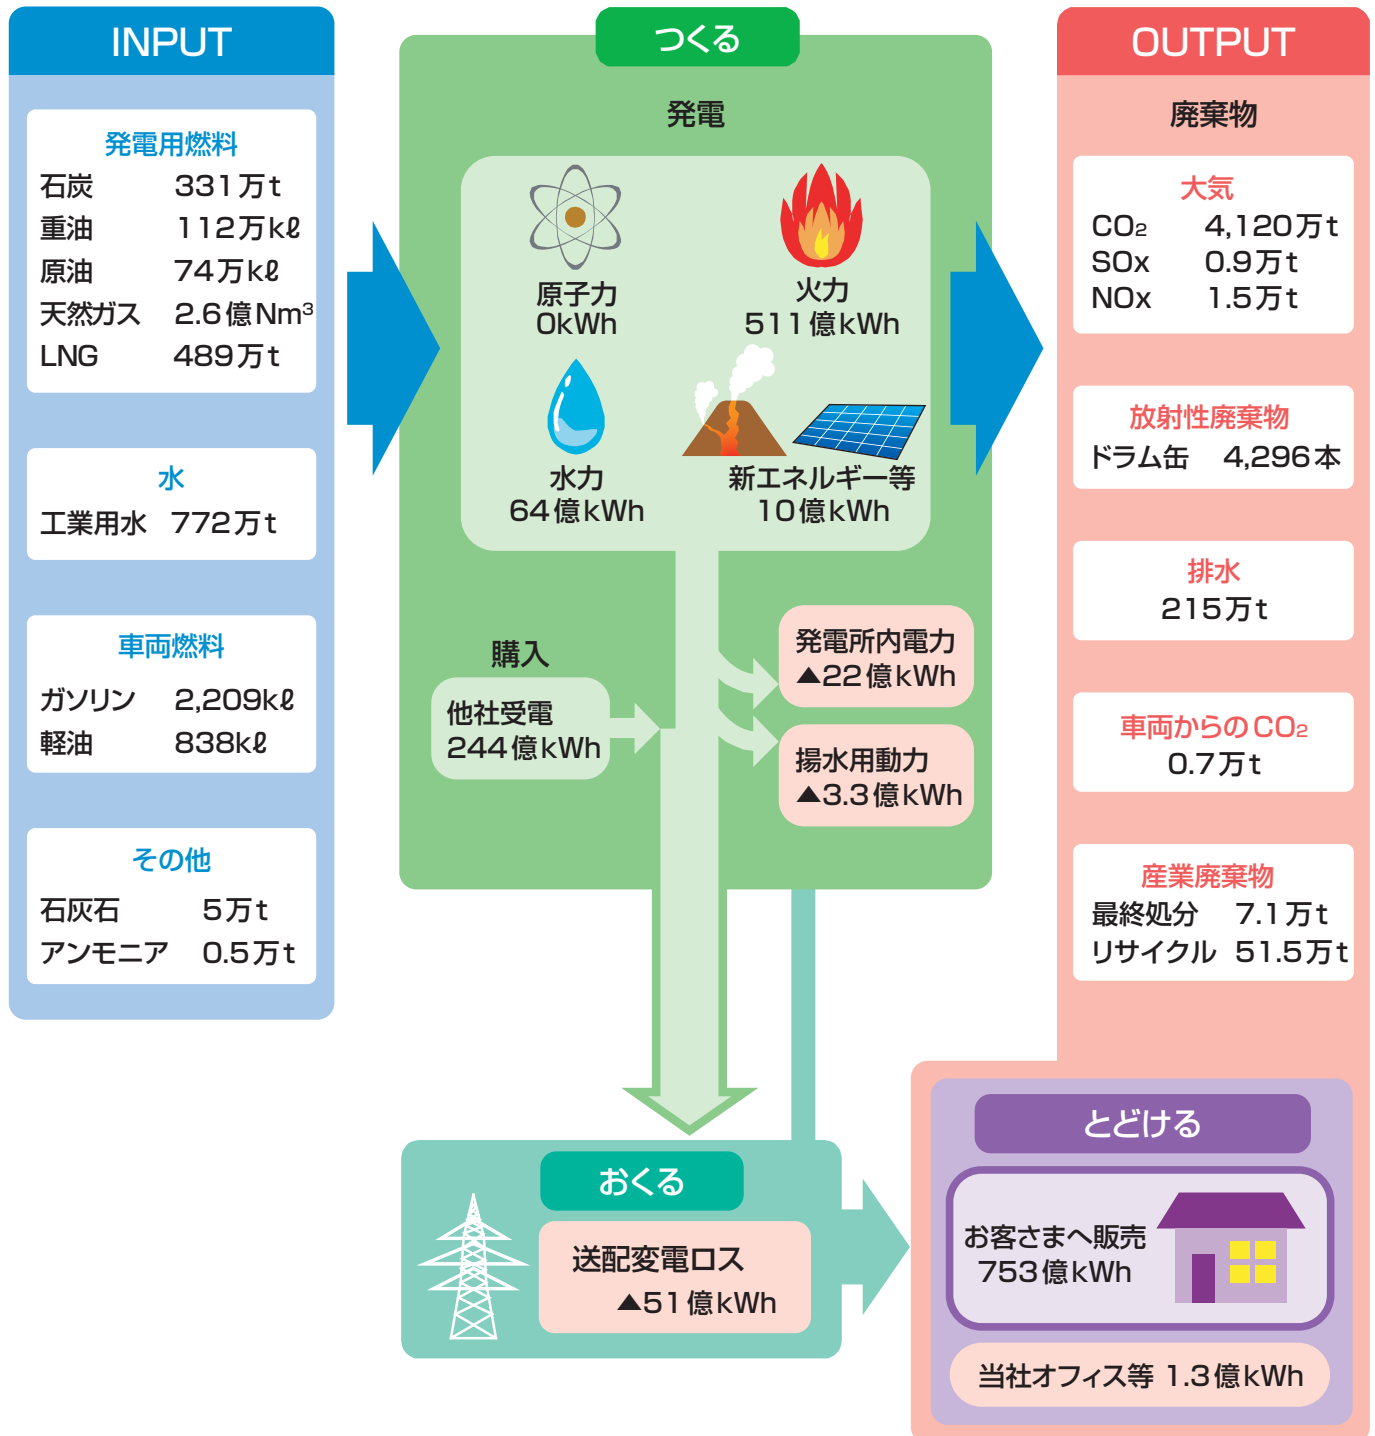 INPUT
発電用燃料
石炭 331万t
重油 112万kℓ
原油 74万kℓ
天然ガス 2.6億Nm³
LNG 489万t
水
工業用水 772万t
車両燃料
ガソリン 2,209kℓ
軽油 838kℓ
その他
石灰石 5万t
アンモニア 0.5万t
つくる
発電
原子力
0kWh
火力
511億kWh
水力
64億kWh
新エネルギー等
10億kWh
購入
他社受電
244億kWh
発電所内電力
▲22億kWh
揚水用動力
▲3.3億kWh
おくる
送配変電ロス
▲51億kWh
OUTPUT
廃棄物
大気
CO₂ 4,120万t
SOx 0.9万t
NOx 1.5万t
放射性廃棄物
ドラム缶 4,296本
排水
215万t
車両からのCO₂
0.7万t
産業廃棄物
最終処分 7.1万t
リサイクル 51.5万t
とどける
お客さまへ販売
753億kWh
当社オフィス等 1.3億kWh